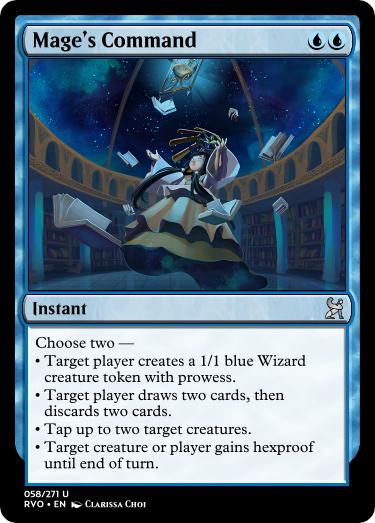 Mage's Command
Instant
Choose two —
• Target player creates a 1/1 blue Wizard
creature token with prowess.
• Target player draws two cards, then
discards two cards.
• Tap up to two target creatures.
• Target creature or player gains hexproof
until end of turn.
058/271 U
RVO • EN Clarissa Choi